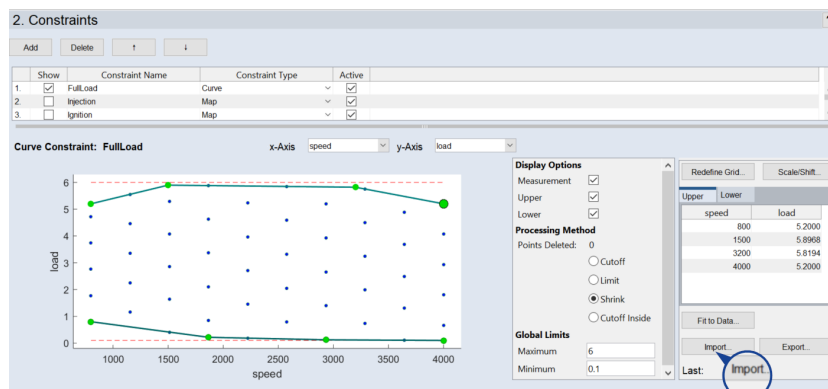 2. Constraints
Add Delete ↑ ↓
Show Constraint Name Constraint Type Active
1. FullLoad Curve
2. Injection Map
3. Ignition Map
Curve Constraint: FullLoad x-Axis speed y-Axis load
6
5
4
3
2
1
0
load
1000 1500 2000 2500 3000 3500 4000
speed
Display Options
Measurement
Upper
Lower
Processing Method
Points Deleted: 0
Cutoff
Limit
Shrink
Cutoff Inside
Global Limits
Maximum 6
Minimum 0.1
Redefine Grid... Scale/Shift...
Upper Lower
speed load
800 5.2000
1500 5.8968
3200 5.8194
4000 5.2000
Fit to Data...
Import... Export...
Last: Import